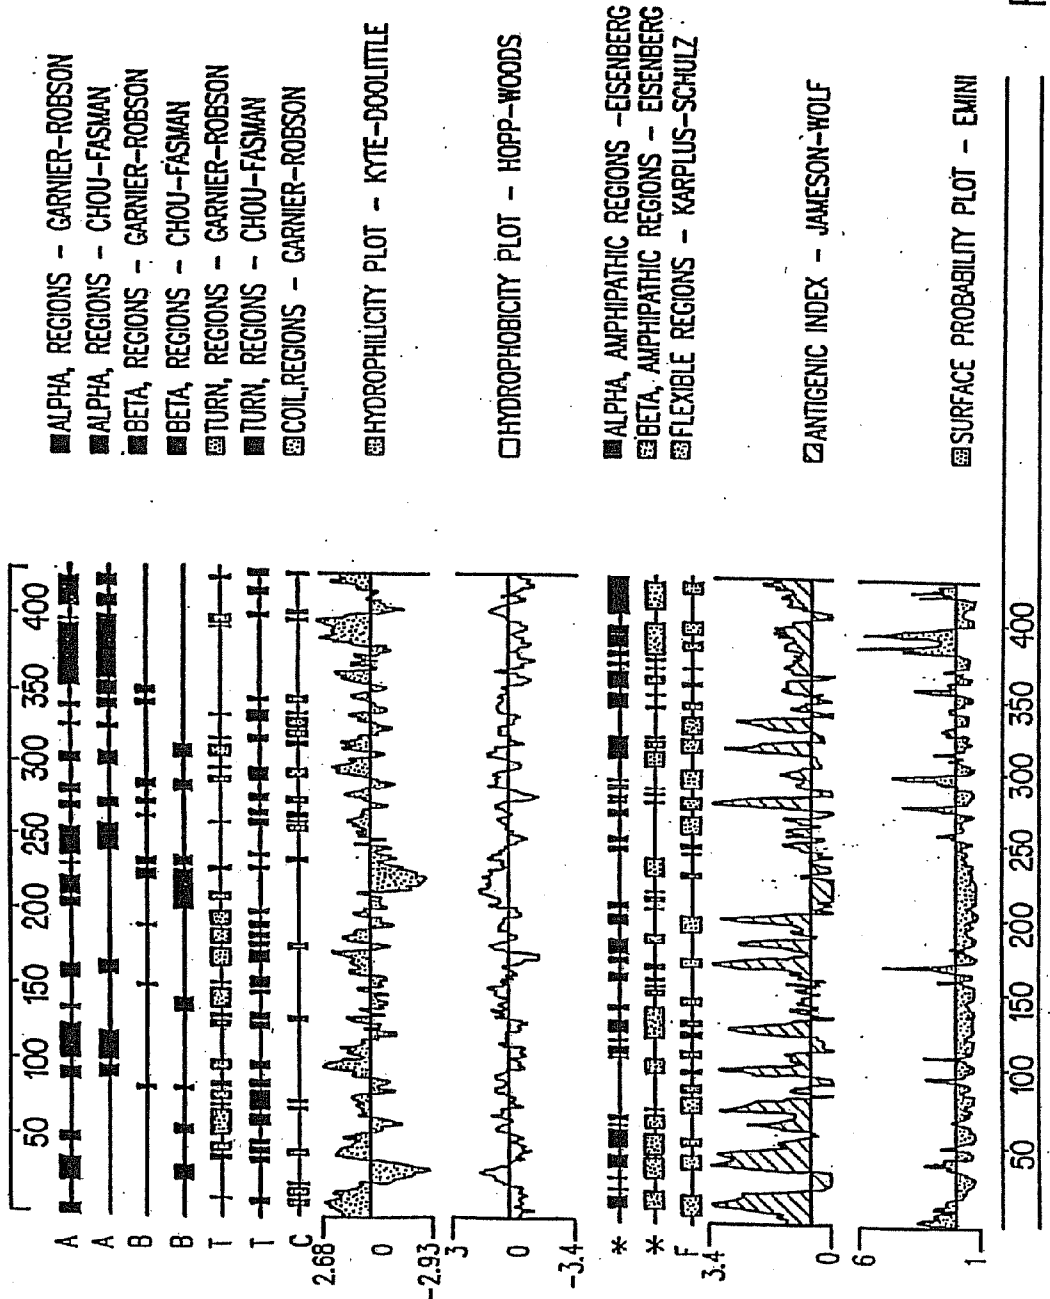 ALPHA, REGIONS - GARNIER-ROBSON
ALPHA, REGIONS - CHOU-FASMAN
BETA, REGIONS - GARNIER-ROBSON
BETA, REGIONS - CHOU-FASMAN
TURN, REGIONS - GARNIER-ROBSON
TURN, REGIONS - CHOU-FASMAN
COIL,REGIONS - GARNIER-ROBSON
HYDROPHILICITY PLOT - KYTE-DOOLITTLE
HYDROPHOBICITY PLOT - HOPP-WOODS
ALPHA, AMPHIPATHIC REGIONS -EISENBERG
BETA, AMPHIPATHIC REGIONS - EISENBERG
FLEXIBLE REGIONS - KARPLUS-SCHULZ
ANTIGENIC INDEX - JAMESON-WOLF
SURFACE PROBABILITY PLOT - EMINI
50 100 150 200 250 300 350 400
A
A
B
B
T
T
C
2.68
0
-2.93
3
0
-3.4
*
*
F
3.4
0
6
1
50 100 150 200 250 300 350 400